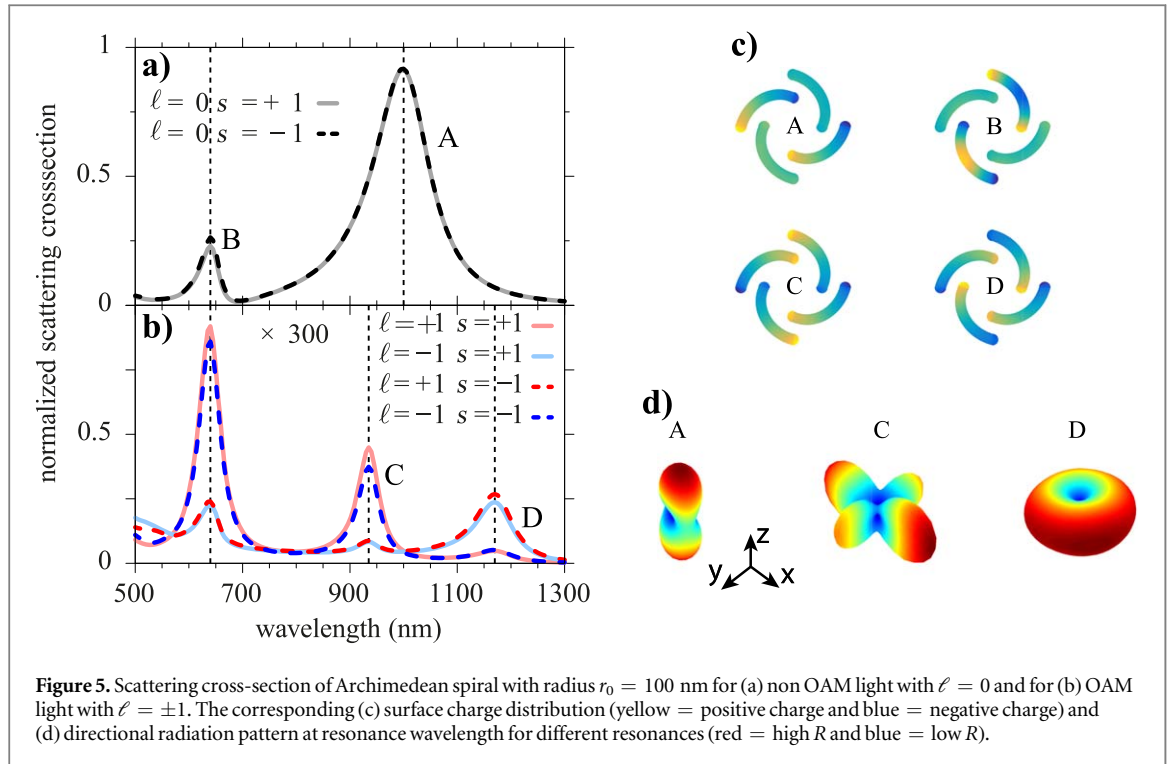 1
a)
ℓ = 0 s = + 1
ℓ = 0 s = −1
A
0.5
B
0
normalized scattering crosssection
b)
× 300
ℓ=+1 s=+1
ℓ=−1 s=+1
ℓ=+1 s=−1
ℓ=−1 s=−1
0.5
C
D
0
500 700 900 1100 1300
wavelength (nm)
c)
A B
C D
d)
A C D
z
y x
Figure 5. Scattering cross-section of Archimedean spiral with radius r₀ = 100 nm for (a) non OAM light with ℓ = 0 and for (b) OAM
light with ℓ = ±1. The corresponding (c) surface charge distribution (yellow = positive charge and blue = negative charge) and
(d) directional radiation pattern at resonance wavelength for different resonances (red = high R and blue = low R).